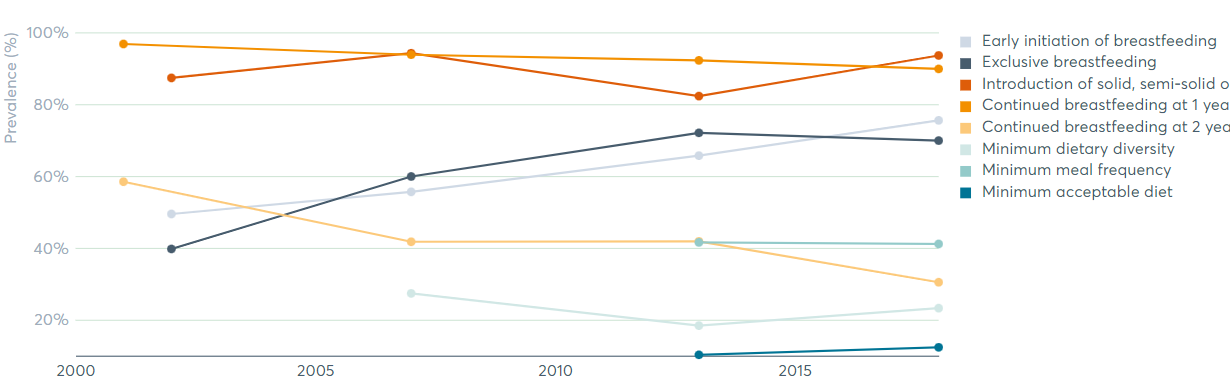 Prevalence (%)
100%
80%
60%
40%
20%
2000 2005 2010 2015
Early initiation of breastfeeding
Exclusive breastfeeding
Introduction of solid, semi-solid o
Continued breastfeeding at 1 yea
Continued breastfeeding at 2 yea
Minimum dietary diversity
Minimum meal frequency
Minimum acceptable diet